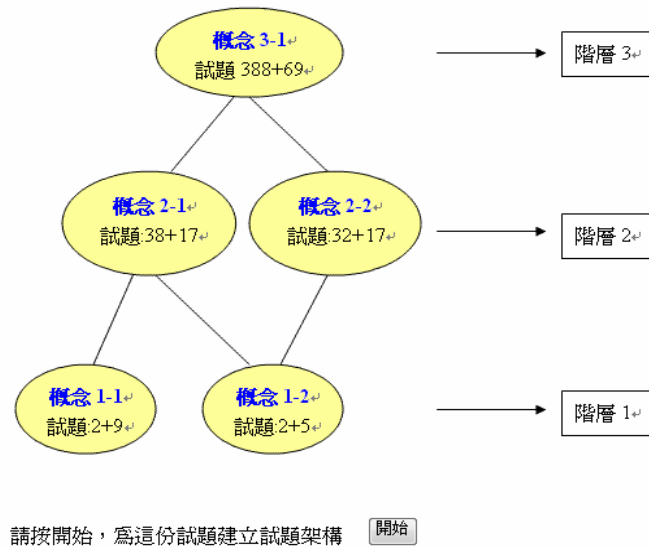 概念 3-1
試題 388+69
階層 3
概念 2-1
試題:38+17
概念 2-2
試題:32+17
階層 2
概念 1-1
試題:2+9
概念 1-2
試題:2+5
階層 1
請按開始，為這份試題建立試題架構
開始